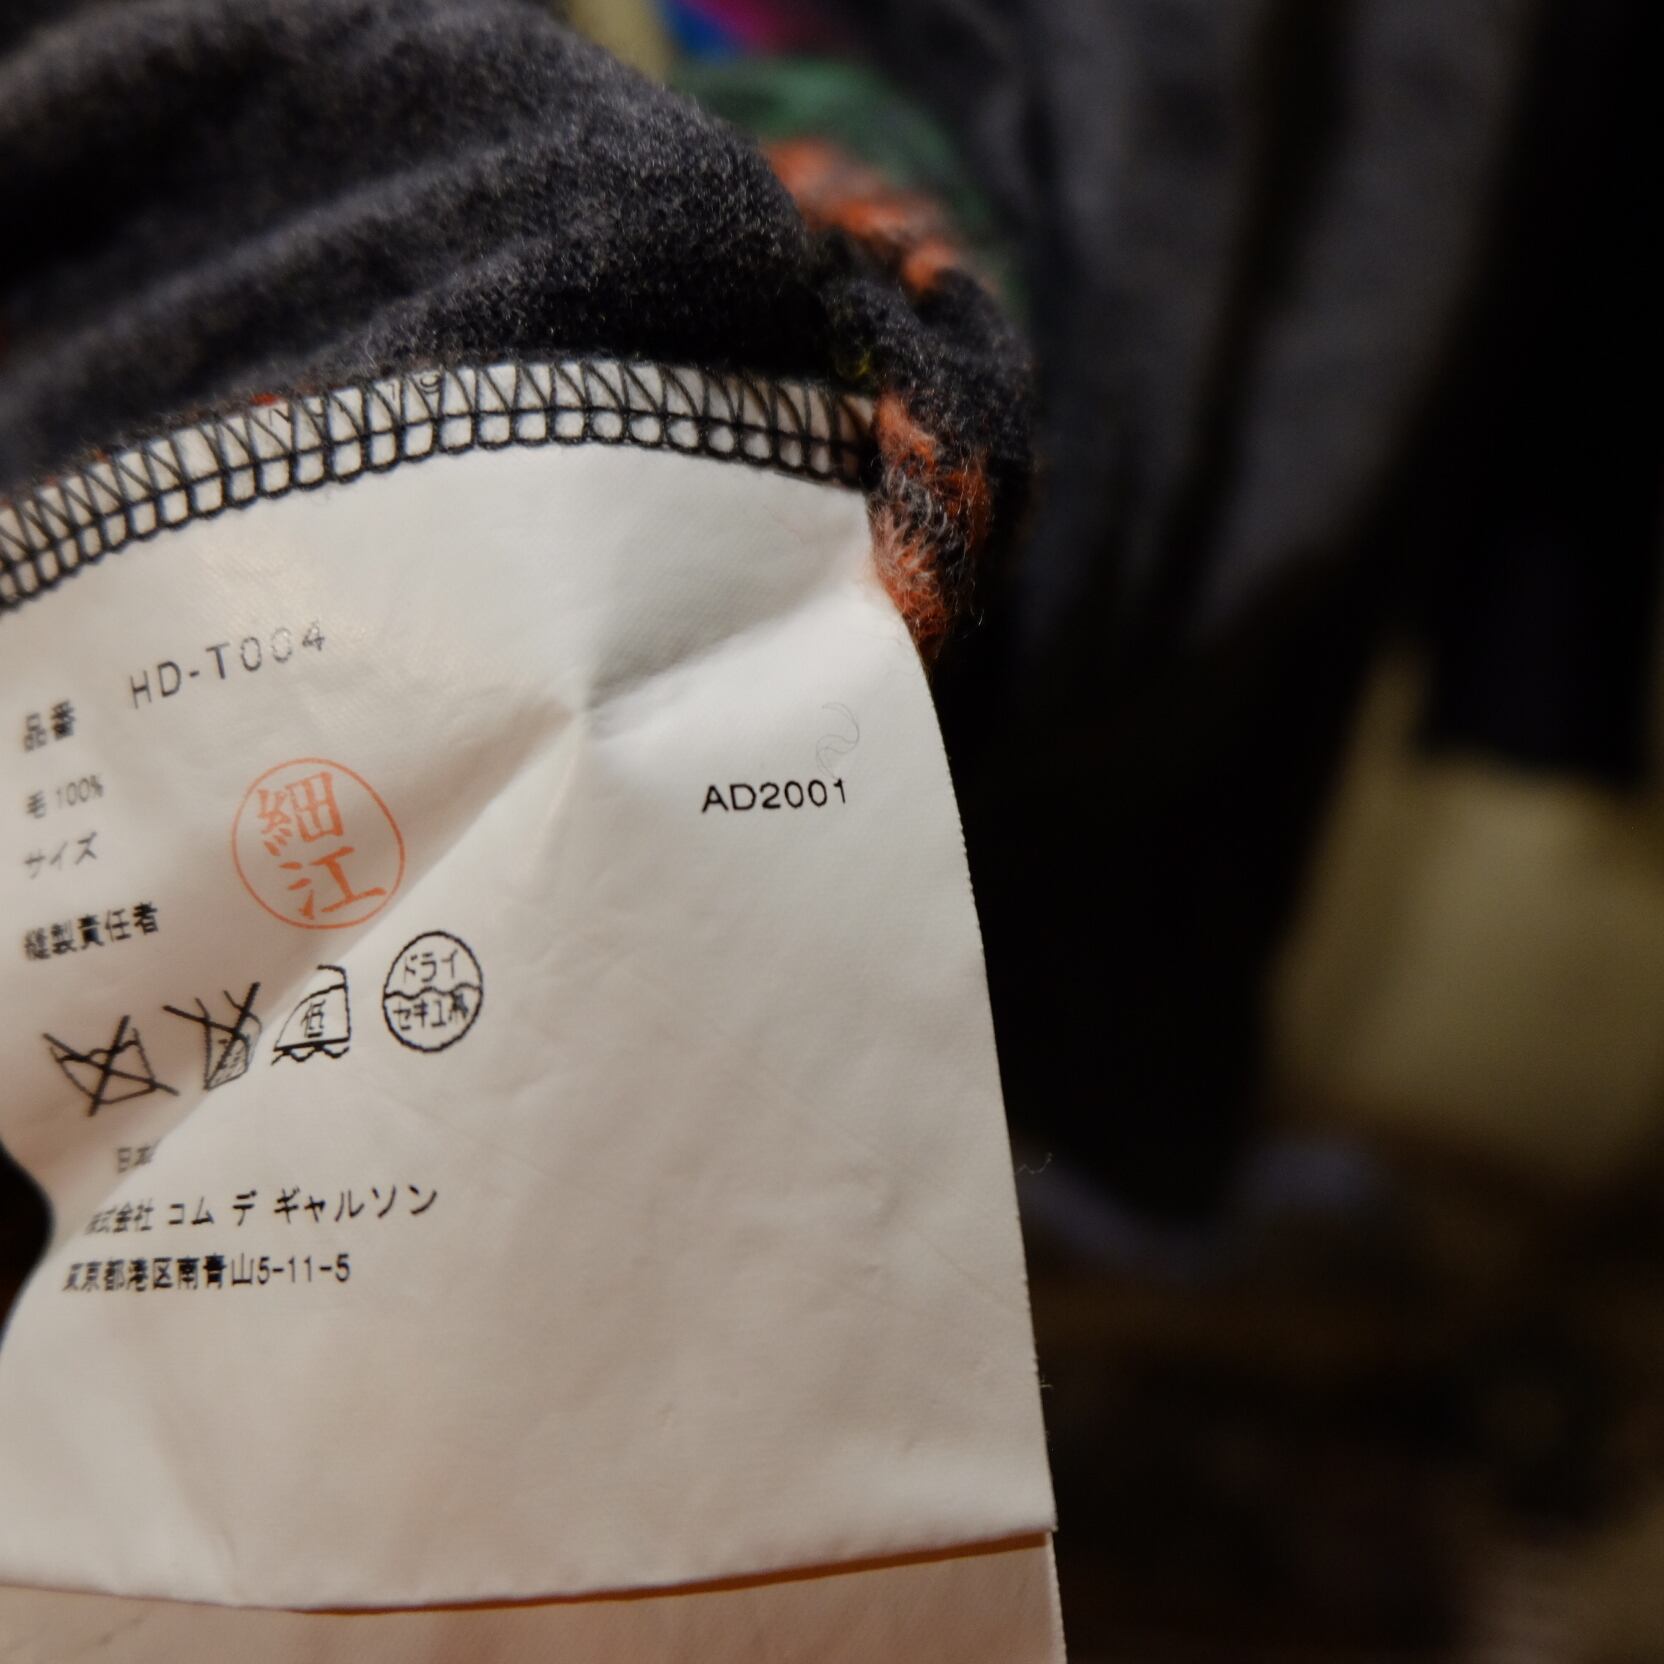 品番 HD-T004
毛 100%
サイズ
縫製責任者
細江
AD2001
低
ドライ
セキユ系
日本
株式会社 コム デ ギャルソン
東京都港区南青山5-11-5